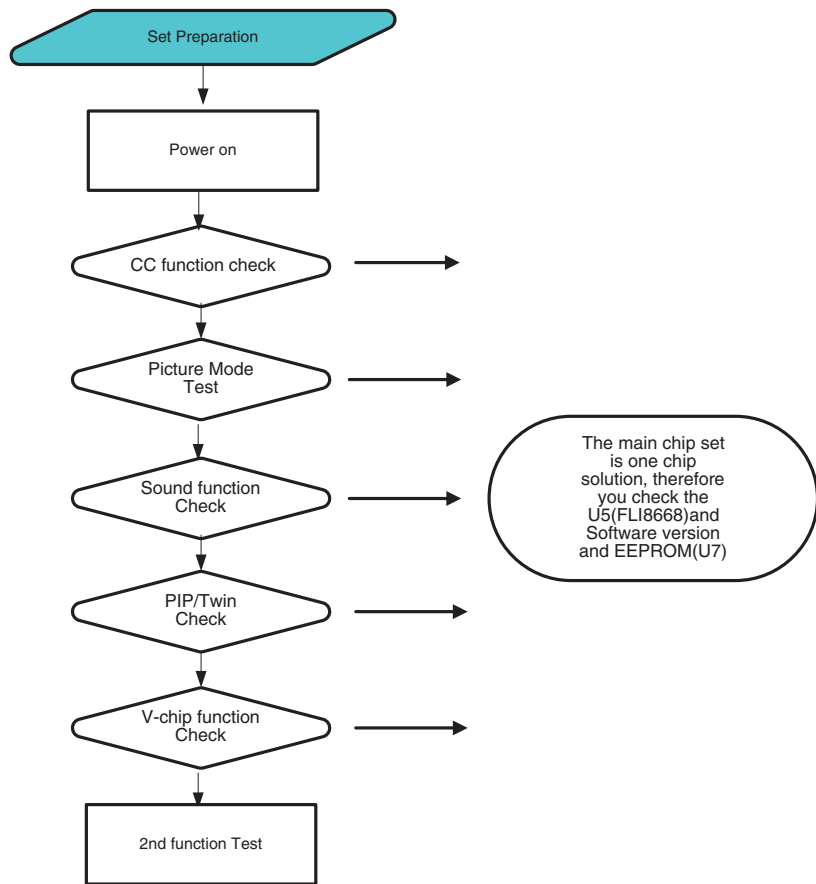 Set Preparation
Power on
CC function check
Picture Mode
Test
Sound function
Check
The main chip set
is one chip
solution, therefore
you check the
U5(FLI8668)and
Software version
and EEPROM(U7)
PIP/Twin
Check
V-chip function
Check
2nd function Test